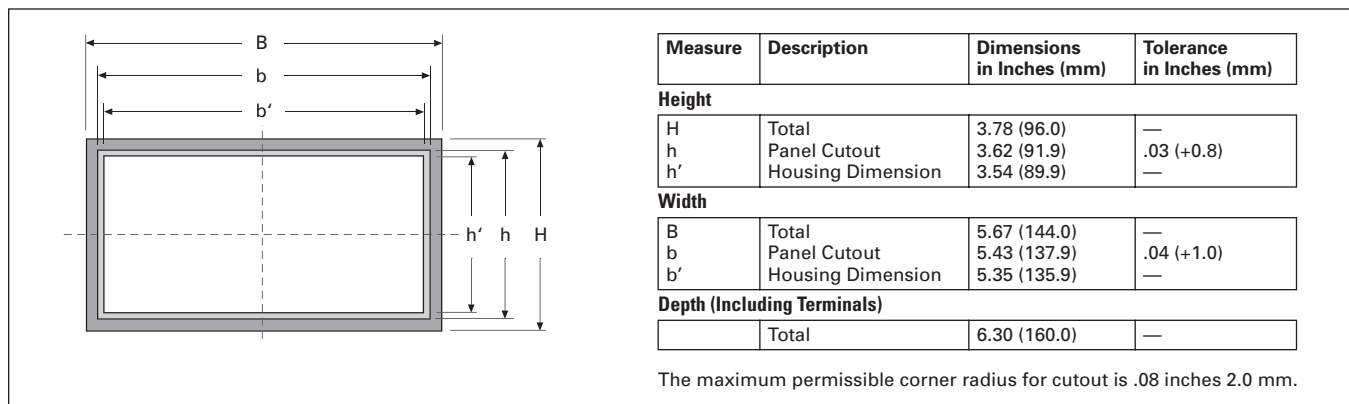 B
b
b‘
h‘ h H
Measure Description Dimensions in Inches (mm) Tolerance in Inches (mm)
Height
H Total 3.78 (96.0) —
h Panel Cutout 3.62 (91.9) .03 (+0.8)
h’ Housing Dimension 3.54 (89.9) —
Width
B Total 5.67 (144.0) —
b Panel Cutout 5.43 (137.9) .04 (+1.0)
b’ Housing Dimension 5.35 (135.9) —
Depth (Including Terminals)
Total 6.30 (160.0) —
The maximum permissible corner radius for cutout is .08 inches 2.0 mm.